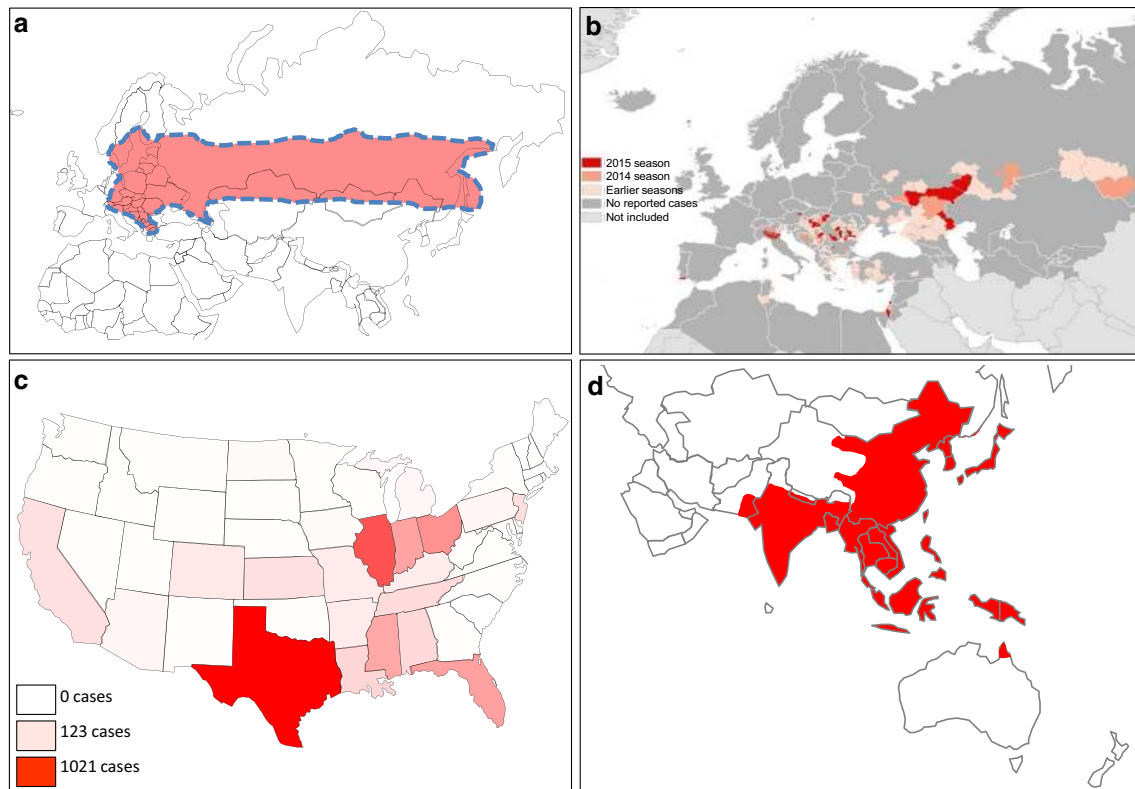 a
b
2015 season
2014 season
Earlier seasons
No reported cases
Not included
c
0 cases
123 cases
1021 cases
d